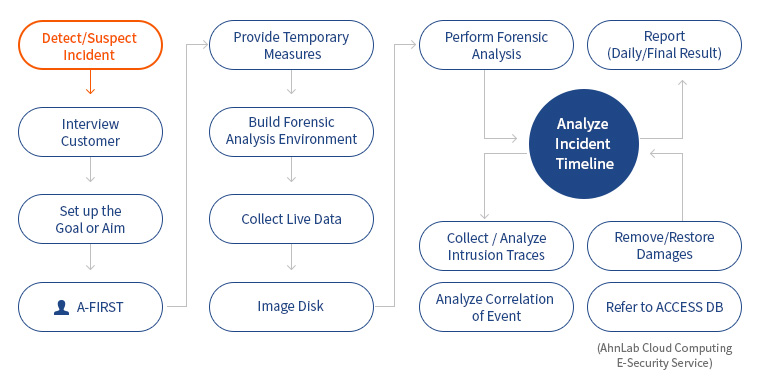 Detect/Suspect
Incident
Interview
Customer
Set up the
Goal or Aim
A-FIRST
Provide Temporary
Measures
Build Forensic
Analysis Environment
Collect Live Data
Image Disk
Perform Forensic
Analysis
Analyze
Incident
Timeline
Collect / Analyze
Intrusion Traces
Analyze Correlation
of Event
Report
(Daily/Final Result)
Remove/Restore
Damages
Refer to ACCESS DB
(AhnLab Cloud Computing
E-Security Service)